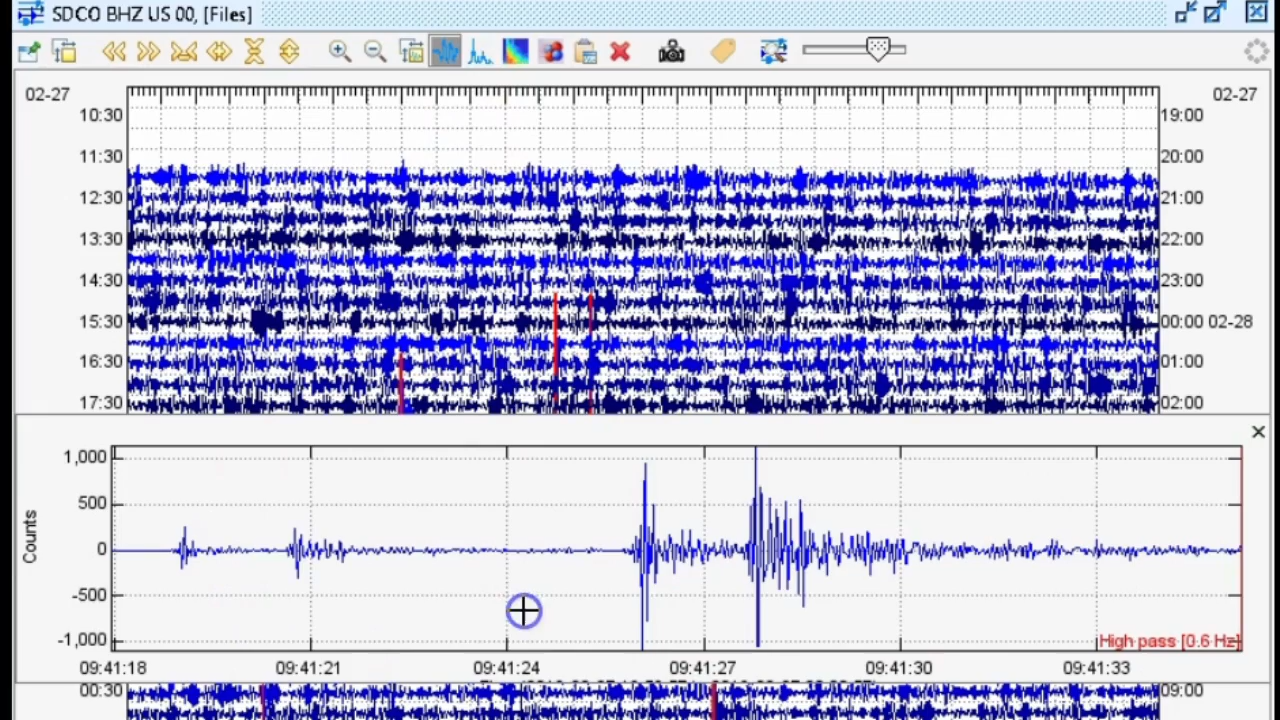 SDCO BHZ US 00, [Files]
02-27 02-27
10:30 19:00
11:30 20:00
12:30 21:00
13:30 22:00
14:30 23:00
15:30 00:00 02-28
16:30 01:00
17:30 02:00
1,000
500
0
-500
-1,000
Counts
High pass [0.6 Hz]
09:41:18 09:41:21 09:41:24 09:41:27 09:41:30 09:41:33
00:30 09:00